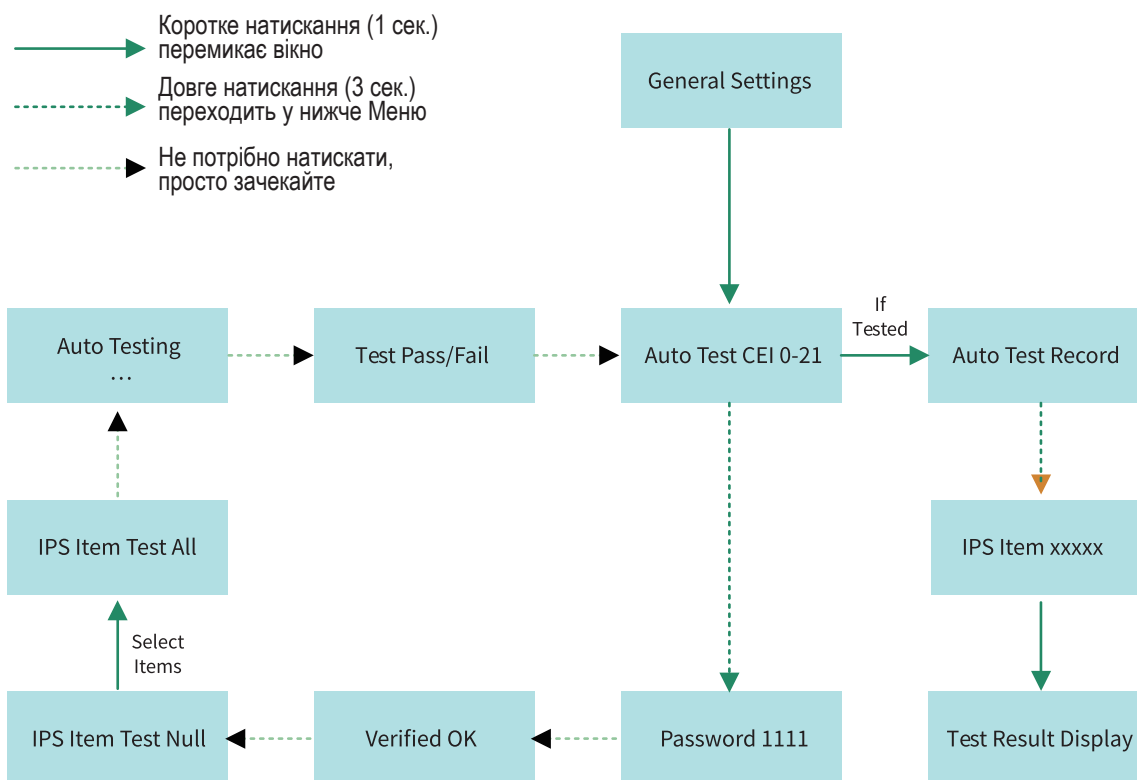 Коротке натискання (1 сек.)
перемикає вікно
Довге натискання (3 сек.)
переходить у нижче Меню
Не потрібно натискати,
просто зачекайте
General Settings
If
Tested
Auto Testing
...
Test Pass/Fail
Auto Test CEI 0-21
Auto Test Record
IPS Item Test All
IPS Item xxxxx
Select
Items
IPS Item Test Null
Verified OK
Password 1111
Test Result Display